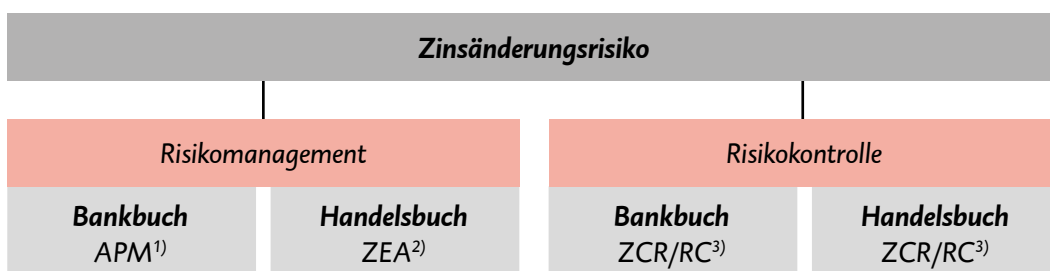 Zinsänderungsrisiko
Risikomanagement
Risikokontrolle
Bankbuch
APM1)
Handelsbuch
ZEA2)
Bankbuch
ZCR/RC3)
Handelsbuch
ZCR/RC3)